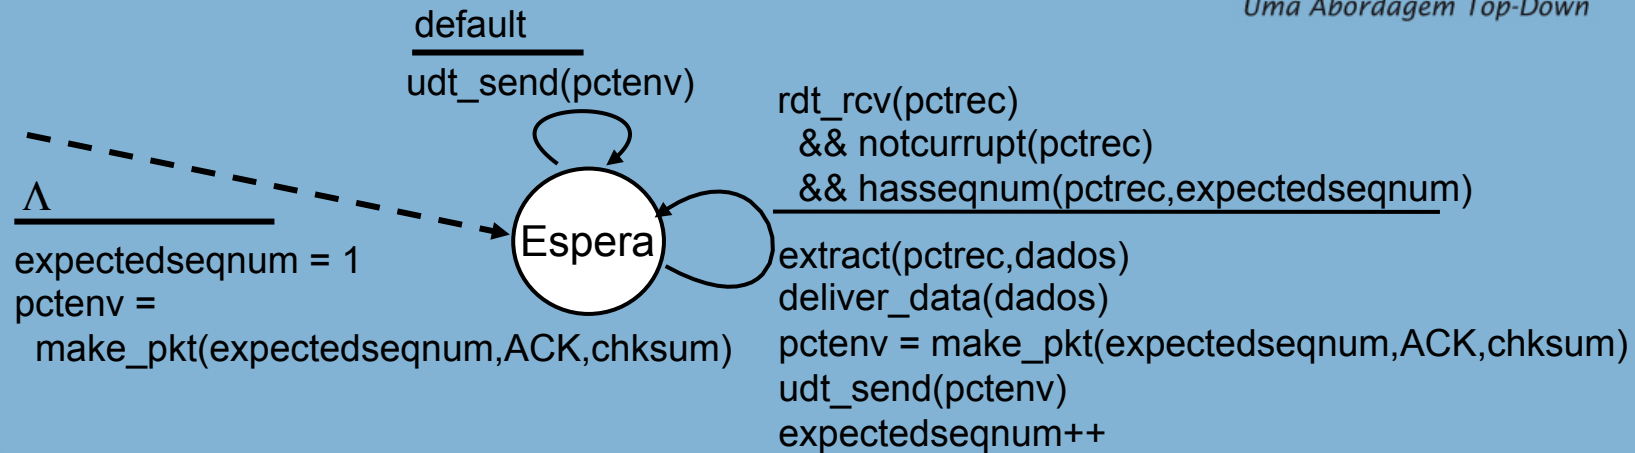 Uma Abordagem Top-Down
default
udt_send(pctenv)
rdt_rcv(pctrec)
&& notcurrupt(pctrec)
&& hasseqnum(pctrec,expectedseqnum)
Λ
expectedseqnum = 1
pctenv =
make_pkt(expectedseqnum,ACK,chksum)
Espera
extract(pctrec,dados)
deliver_data(dados)
pctenv = make_pkt(expectedseqnum,ACK,chksum)
udt_send(pctenv)
expectedseqnum++